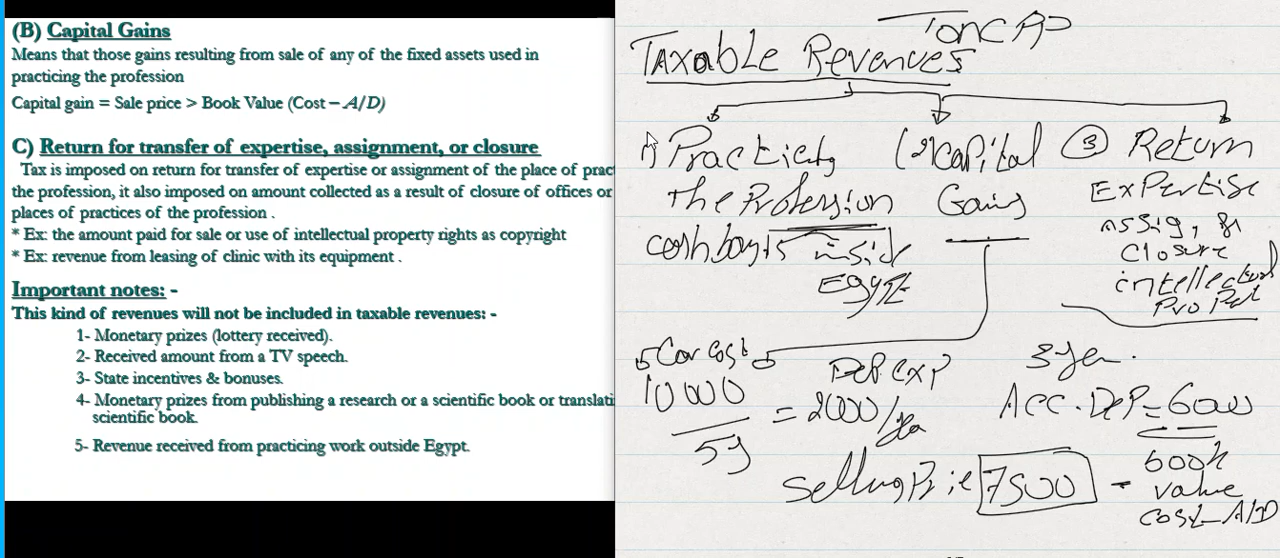 (B) Capital Gains
Means that those gains resulting from sale of any of the fixed assets used in
practicing the profession
Capital gain = Sale price > Book Value (Cost – A/D)
C) Return for transfer of expertise, assignment, or closure
Tax is imposed on return for transfer of expertise or assignment of the place of prac
the profession, it also imposed on amount collected as a result of closure of offices or
places of practices of the profession .
* Ex: the amount paid for sale or use of intellectual property rights as copyright
* Ex: revenue from leasing of clinic with its equipment .
Important notes: -
This kind of revenues will not be included in taxable revenues: -
1- Monetary prizes (lottery received).
2- Received amount from a TV speech.
3- State incentives & bonuses.
4- Monetary prizes from publishing a research or a scientific book or translati
scientific book.
5- Revenue received from practicing work outside Egypt.
Taxable Revenues
1) Practicing
the Profession
cash basis inside
Egypt
(2) Capital
Gains
③ Return
Expertise
assig, &
closure
intellectual
Car cost
10000
5y
Dep exp
= 2000/yea
3 yea.
Acc. Dep = 6000
Selling Price 7500 -
book
value
cost - A/D